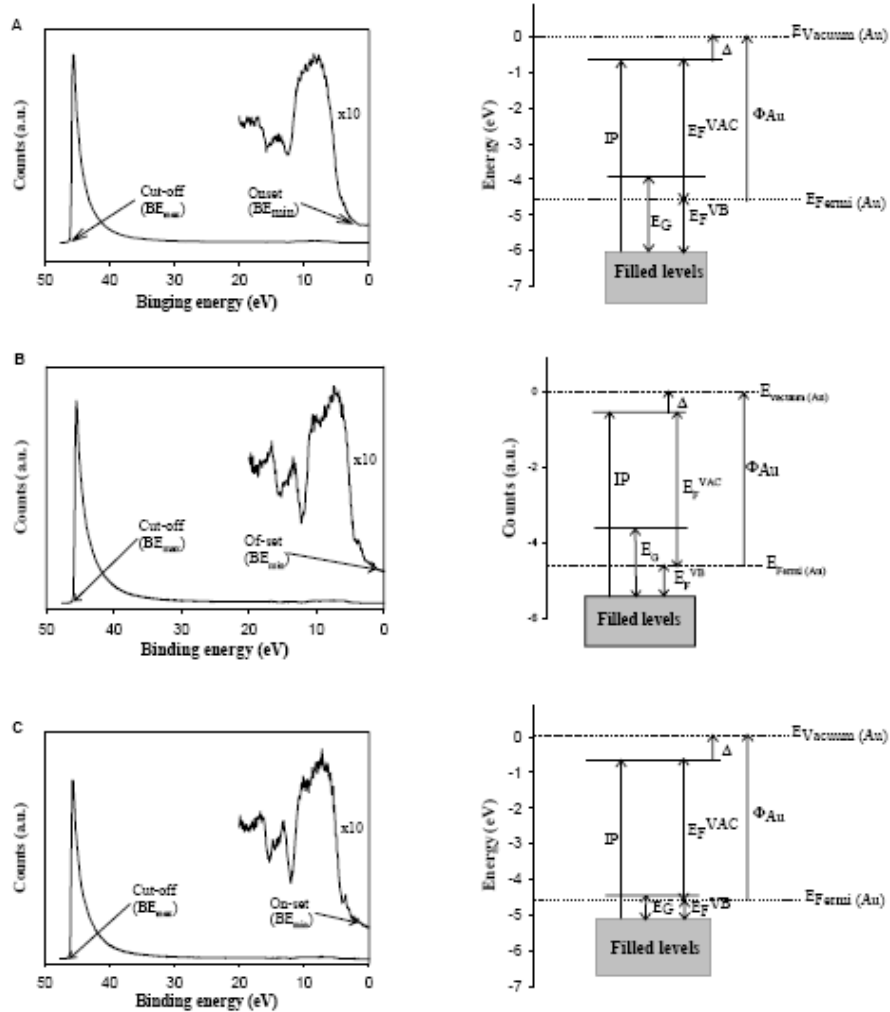 A
Counts (a.u.)
x10
Cut-off
(BEmax)
Onset
(BEmin)
50 40 30 20 10 0
Binging energy (eV)
Energy (eV)
0
-1
-2
-3
-4
-5
-6
-7
EVacuum (Au)
Δ
IP
EFVAC
ΦAu
EFermi (Au)
EG
EFVB
Filled levels
B
Counts (a.u.)
x10
Cut-off
(BEmax)
Of-set
(BEmin)
50 40 30 20 10 0
Binding energy (eV)
Counts (a.u.)
0
-2
-4
-6
Evacuum (Au)
Δ
IP
EFVAC
ΦAu
EG
EFermi (Au)
EFVB
Filled levels
C
Counts (a.u.)
x10
Cut-off
(BEmax)
On-set
(BEmin)
50 40 30 20 10 0
Binding energy (eV)
Energy (eV)
0
-1
-2
-3
-4
-5
-6
-7
EVacuum (Au)
Δ
IP
EFVAC
ΦAu
EFermi (Au)
EG
EFVB
Filled levels